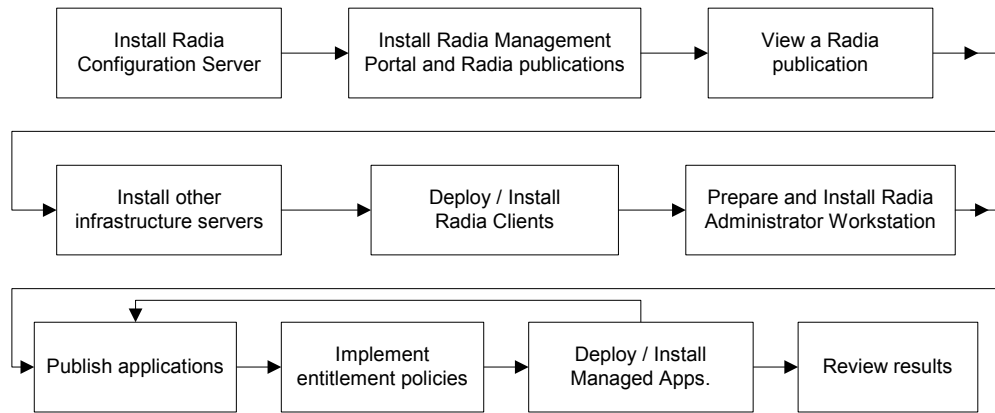 Install Radia
Configuration Server
Install Radia Management
Portal and Radia publications
View a Radia
publication
Install other
infrastructure servers
Deploy / Install
Radia Clients
Prepare and Install Radia
Administrator Workstation
Publish applications
Implement
entitlement policies
Deploy / Install
Managed Apps.
Review results